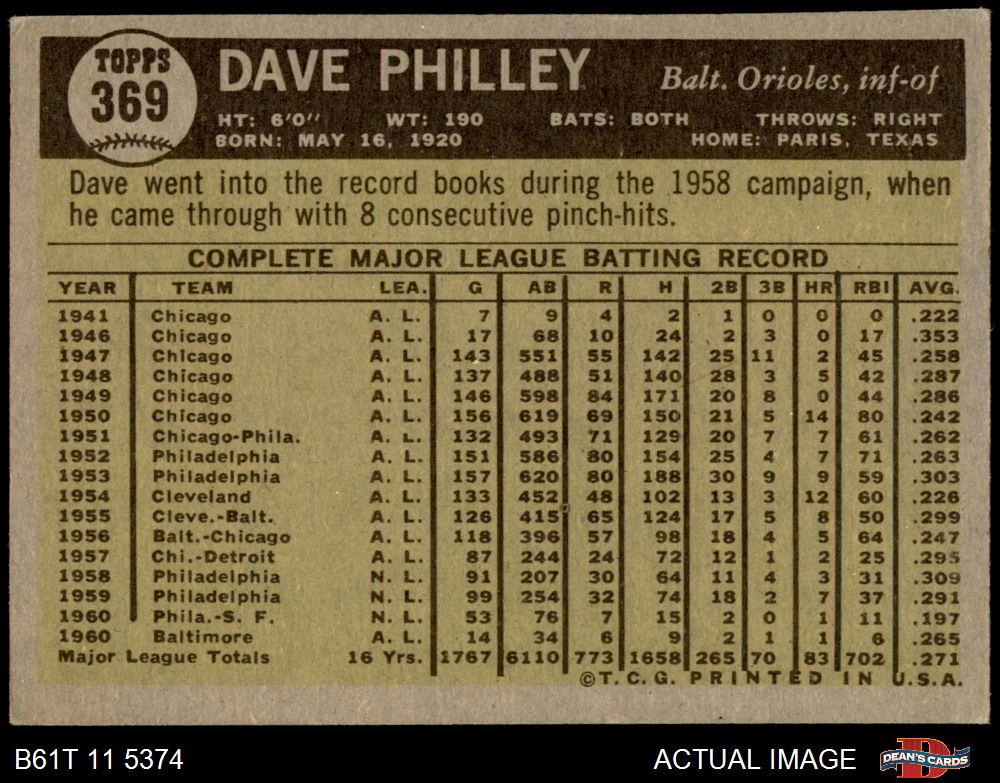 TOPPS
369
DAVE PHILLEY Balt. Orioles, inf-of
HT: 6'0'' WT: 190 BATS: BOTH THROWS: RIGHT
BORN: MAY 16, 1920 HOME: PARIS, TEXAS
Dave went into the record books during the 1958 campaign, when
he came through with 8 consecutive pinch-hits.
COMPLETE MAJOR LEAGUE BATTING RECORD
YEAR TEAM LEA. G AB R H 2B 3B HR RBI AVG.
1941 Chicago A. L. 7 9 4 2 1 0 0 0 .222
1946 Chicago A. L. 17 68 10 24 2 3 0 17 .353
1947 Chicago A. L. 143 551 55 142 25 11 2 45 .258
1948 Chicago A. L. 137 488 51 140 28 3 5 42 .287
1949 Chicago A. L. 146 598 84 171 20 8 0 44 .286
1950 Chicago A. L. 156 619 69 150 21 5 14 80 .242
1951 Chicago-Phila. A. L. 132 493 71 129 20 7 7 61 .262
1952 Philadelphia A. L. 151 586 80 154 25 4 7 71 .263
1953 Philadelphia A. L. 157 620 80 188 30 9 9 59 .303
1954 Cleveland A. L. 133 452 48 102 13 3 12 60 .226
1955 Cleve.-Balt. A. L. 126 415 65 124 17 5 8 50 .299
1956 Balt.-Chicago A. L. 118 396 57 98 18 4 5 64 .247
1957 Chi.-Detroit A. L. 87 244 24 72 12 1 2 25 .295
1958 Philadelphia N. L. 91 207 30 64 11 4 3 31 .309
1959 Philadelphia N. L. 99 254 32 74 18 2 7 37 .291
1960 Phila.-S. F. N. L. 53 76 7 15 2 0 1 11 .197
1960 Baltimore A. L. 14 34 6 9 2 1 1 6 .265
Major League Totals 16 Yrs. 1767 6110 773 1658 265 70 83 702 .271
©T. C. G. PRINTED IN U.S.A.
B61T 11 5374 ACTUAL IMAGE DEAN'S CARDS